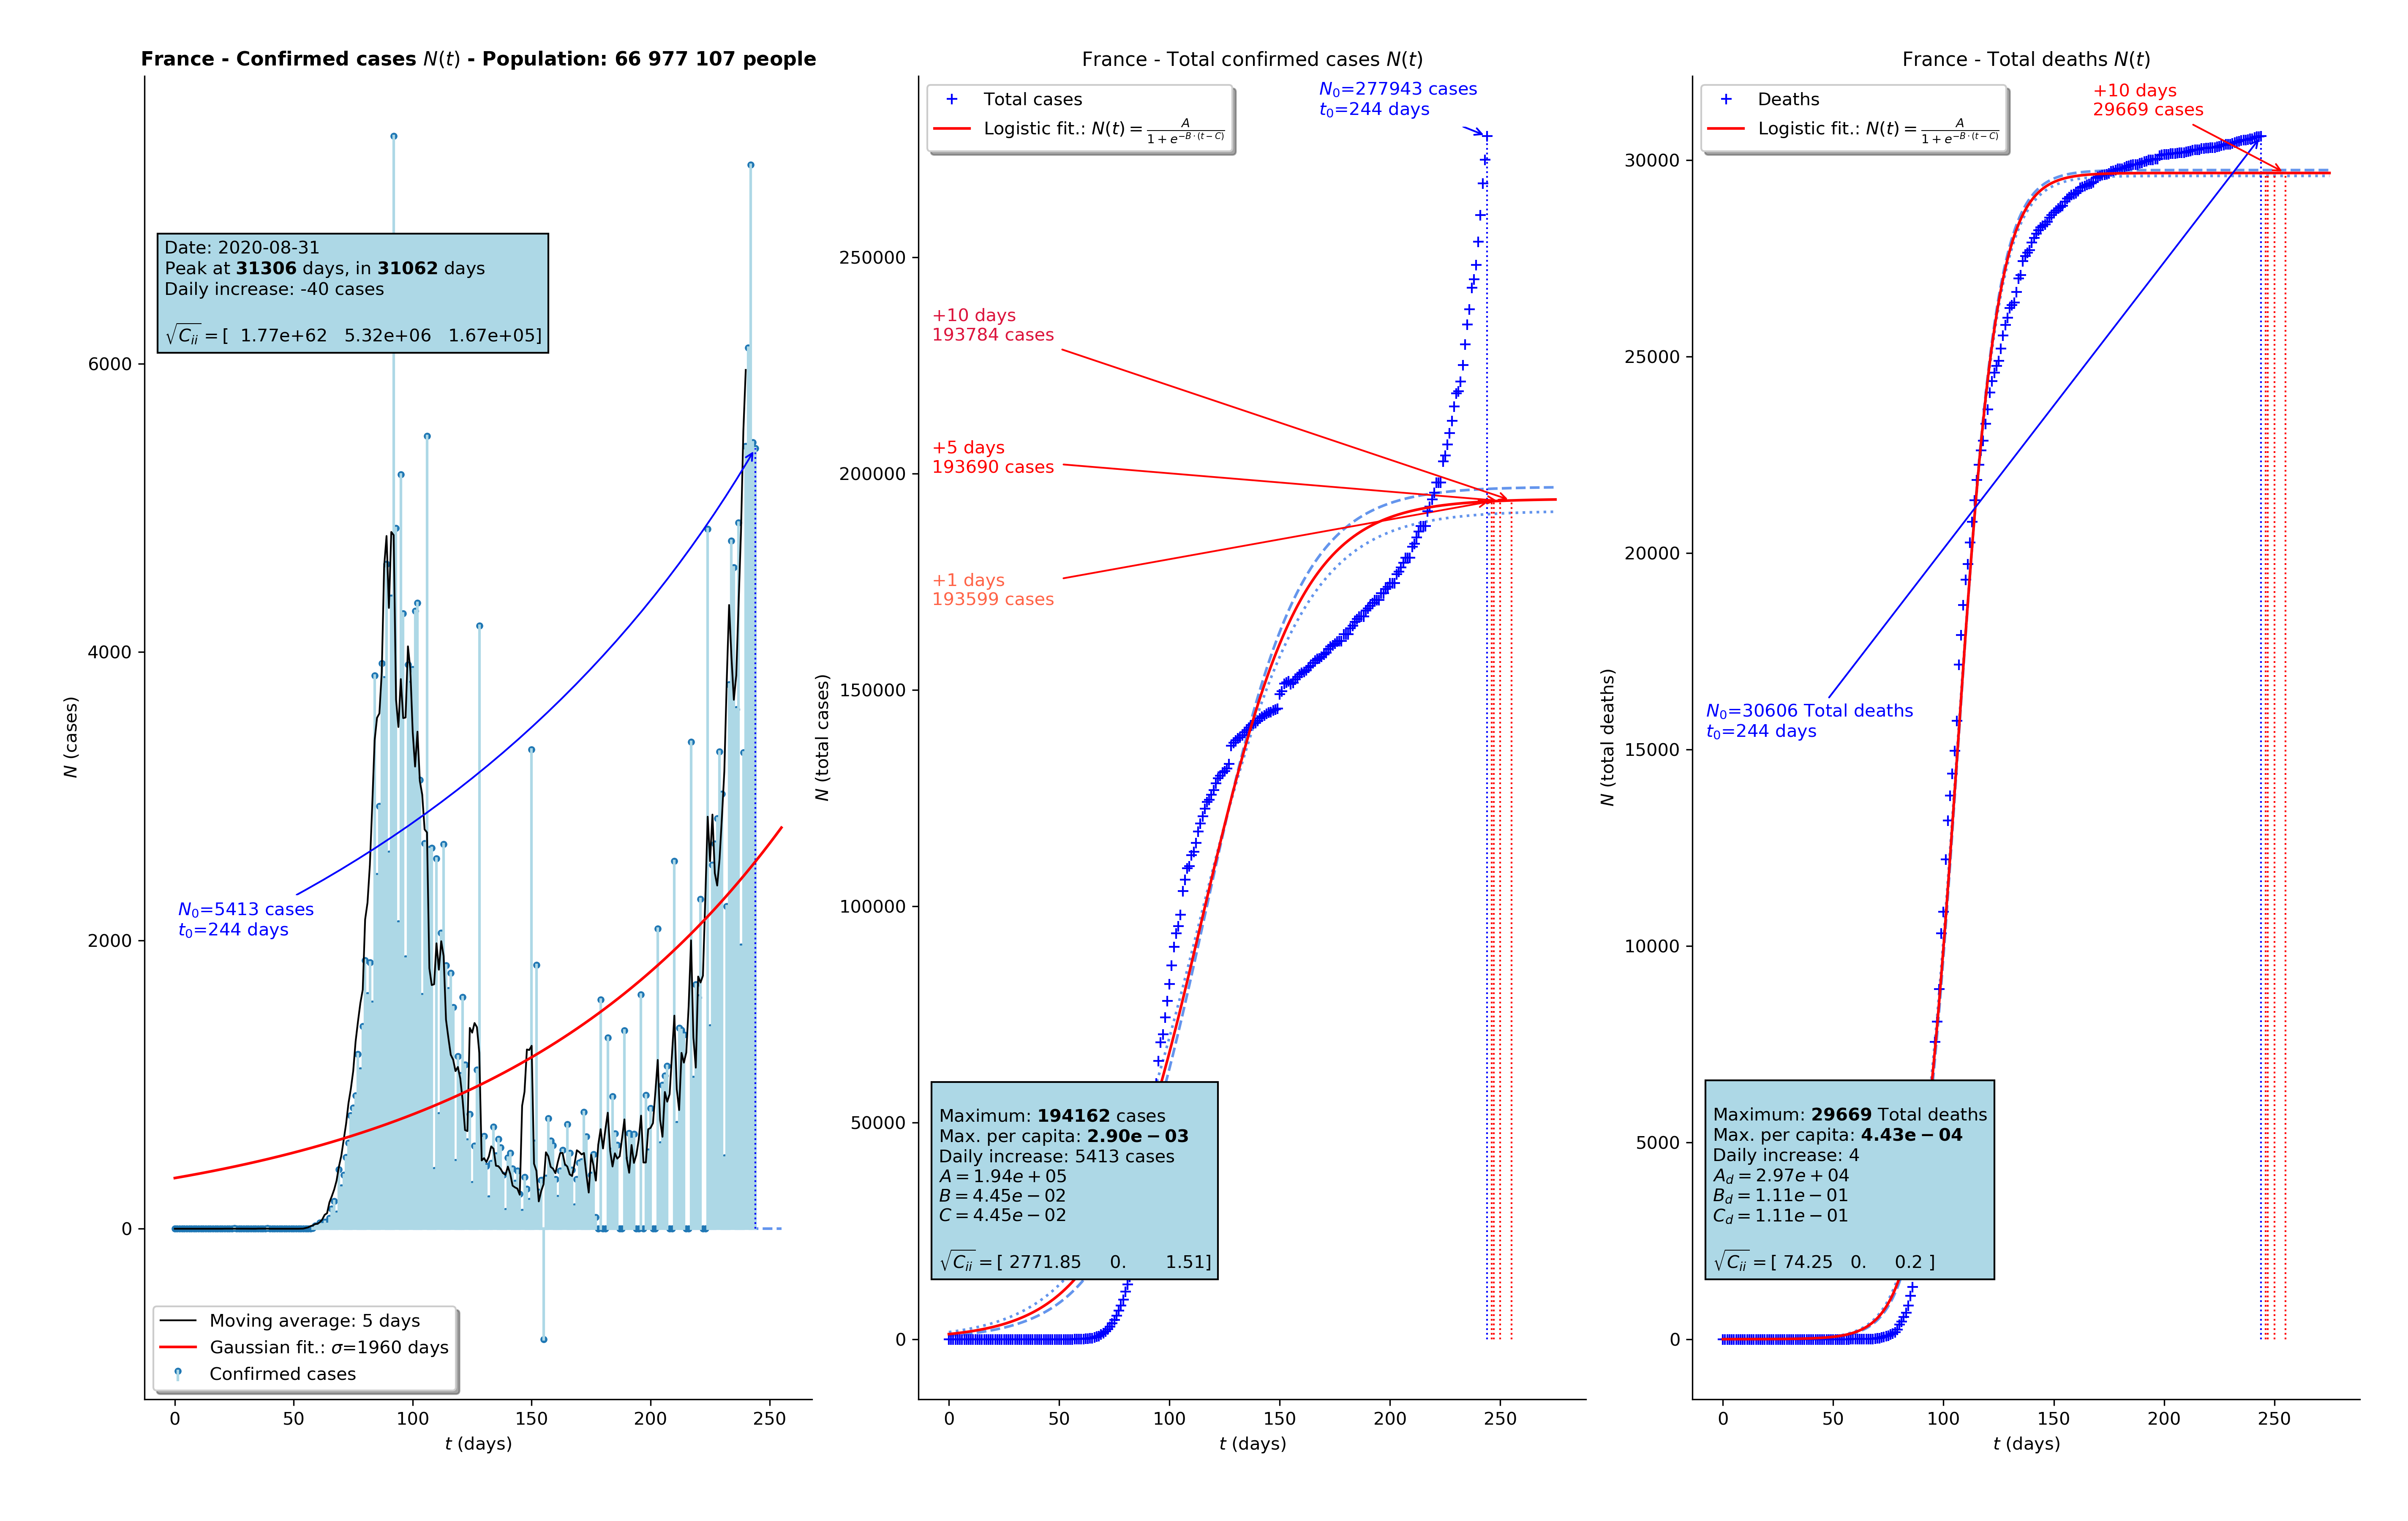 France - Confirmed cases N(t) - Population: 66 977 107 people
Date: 2020-08-31
Peak at 31306 days, in 31062 days
Daily increase: -40 cases
√C_ii = [ 1.77e+62 5.32e+06 1.67e+05]
6000
4000
2000
0
N (cases)
N₀=5413 cases
t₀=244 days
Moving average: 5 days
Gaussian fit.: σ=1960 days
Confirmed cases
0 50 100 150 200 250
t (days)
France - Total confirmed cases N(t)
Total cases
Logistic fit.: N(t) = A / (1 + e^{-B·(t-C)})
N₀=277943 cases
t₀=244 days
250000
200000
150000
100000
50000
0
N (total cases)
+10 days
193784 cases
+5 days
193690 cases
+1 days
193599 cases
Maximum: 194162 cases
Max. per capita: 2.90e − 03
Daily increase: 5413 cases
A = 1.94e + 05
B = 4.45e − 02
C = 4.45e − 02
√C_ii = [ 2771.85 0. 1.51]
0 50 100 150 200 250
t (days)
France - Total deaths N(t)
Deaths
Logistic fit.: N(t) = A / (1 + e^{-B·(t-C)})
+10 days
29669 cases
30000
25000
20000
15000
10000
5000
0
N (total deaths)
N₀=30606 Total deaths
t₀=244 days
Maximum: 29669 Total deaths
Max. per capita: 4.43e − 04
Daily increase: 4
A_d = 2.97e + 04
B_d = 1.11e − 01
C_d = 1.11e − 01
√C_ii = [ 74.25 0. 0.2 ]
0 50 100 150 200 250
t (days)